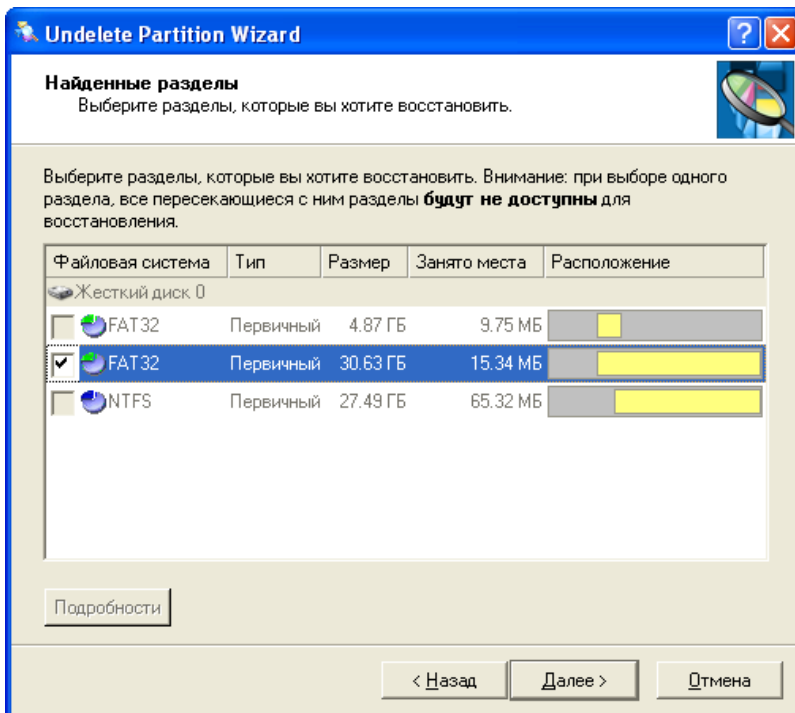 Undelete Partition Wizard
Найденные разделы
Выберите разделы, которые вы хотите восстановить.
Выберите разделы, которые вы хотите восстановить. Внимание: при выборе одного
раздела, все пересекающиеся с ним разделы будут не доступны для
восстановления.
Файловая система Тип Размер Занято места Расположение
Жесткий диск 0
FAT32 Первичный 4.87 ГБ 9.75 МБ
FAT32 Первичный 30.63 ГБ 15.34 МБ
NTFS Первичный 27.49 ГБ 65.32 МБ
Подробности
< Назад Далее > Отмена